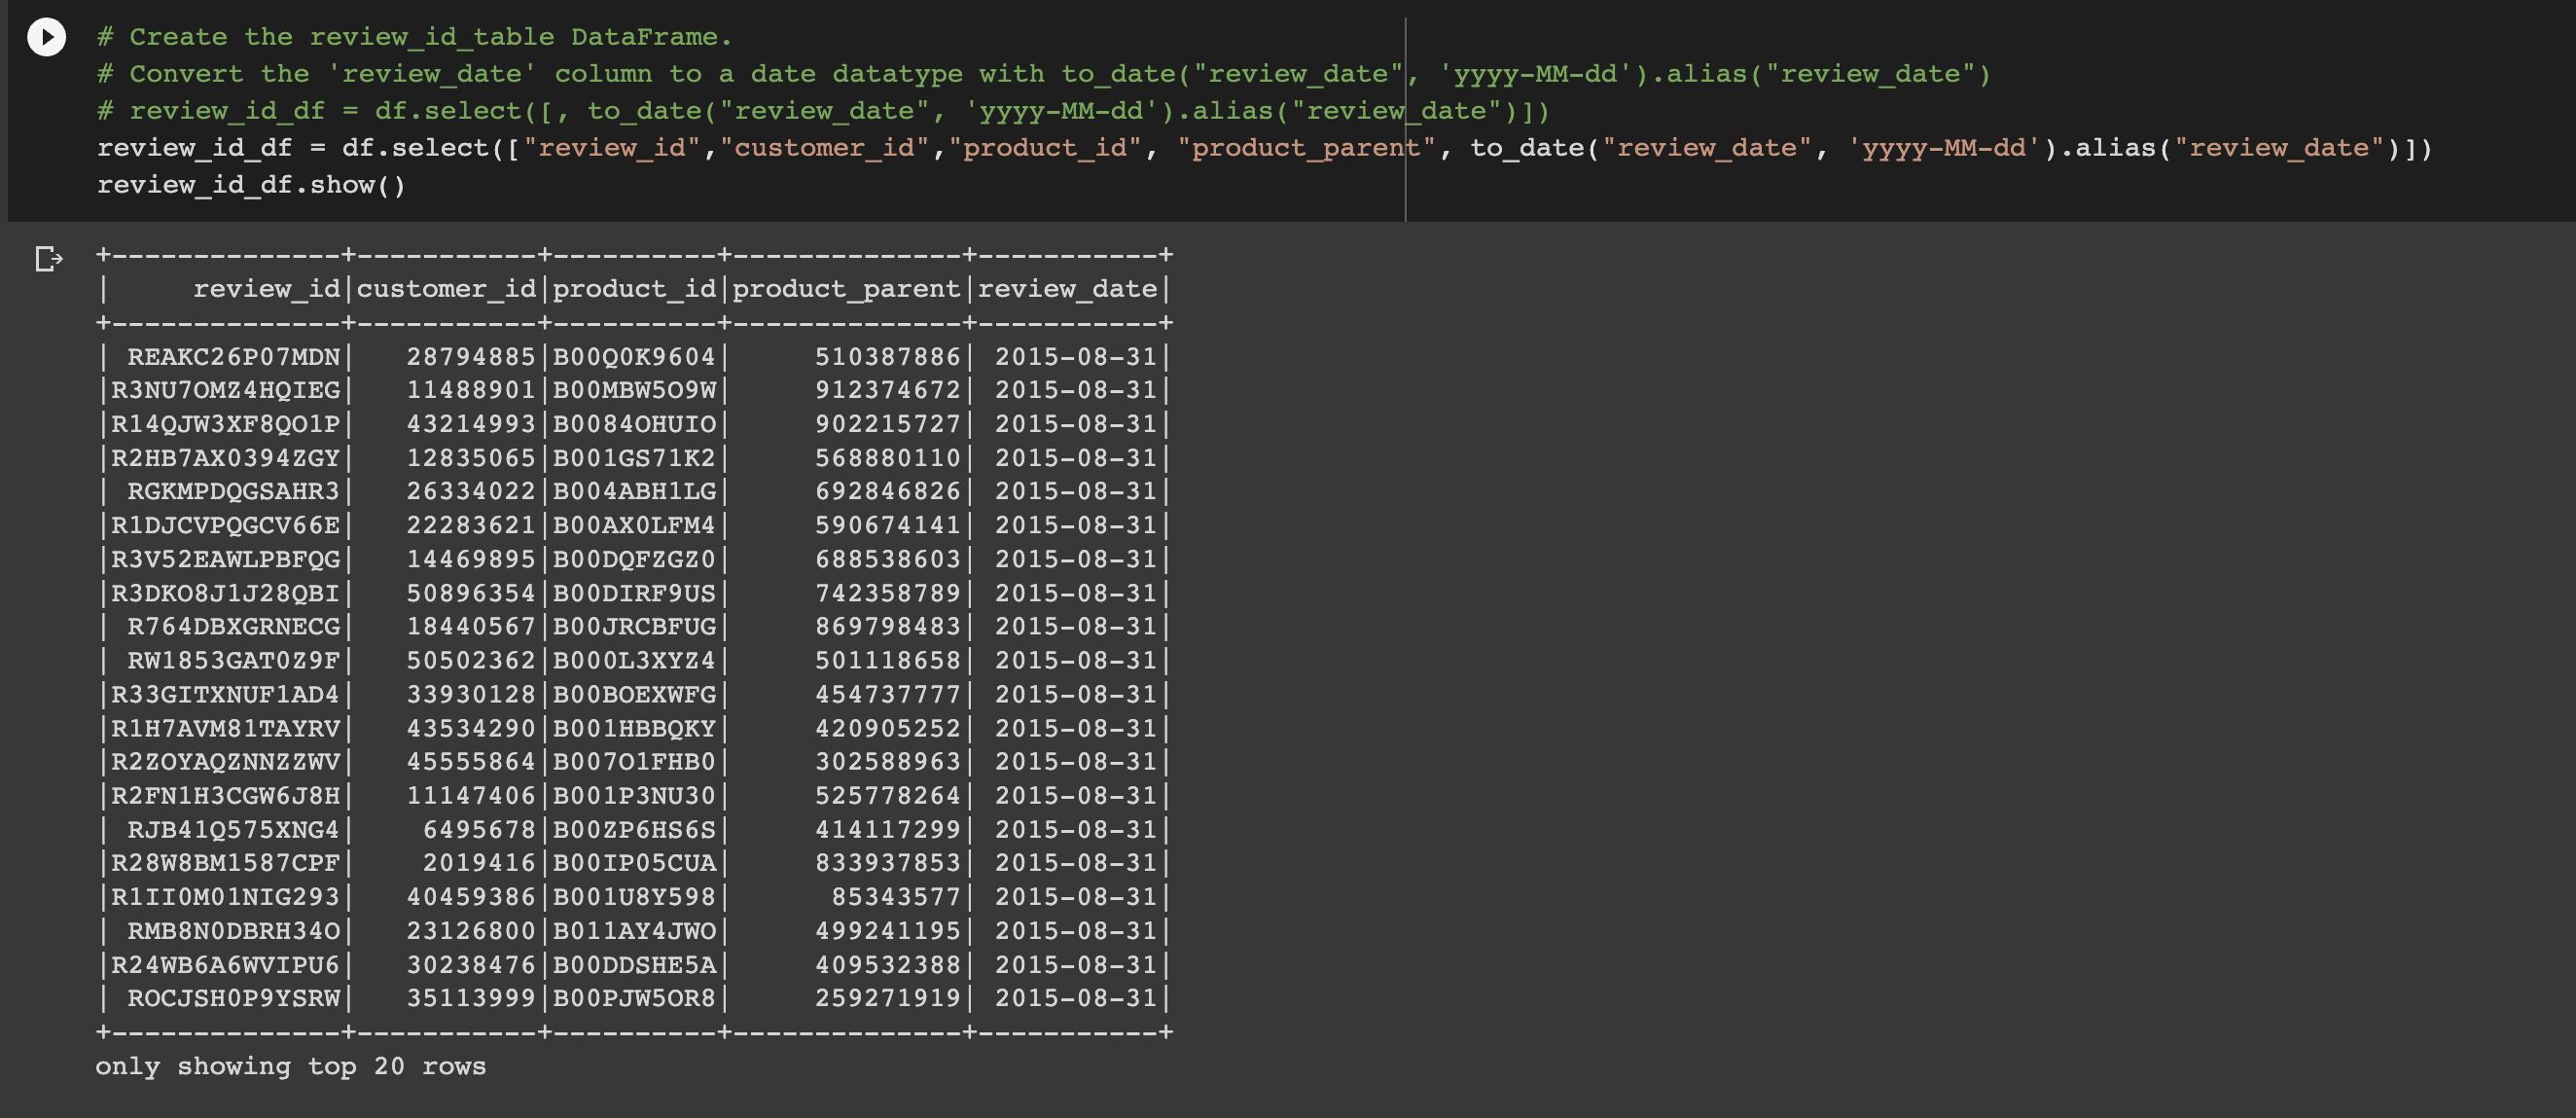 # Create the review_id_table DataFrame.
# Convert the 'review_date' column to a date datatype with to_date("review_date", 'yyyy-MM-dd').alias("review_date")
# review_id_df = df.select([, to_date("review_date", 'yyyy-MM-dd').alias("review_date")])
review_id_df = df.select(["review_id","customer_id","product_id", "product_parent", to_date("review_date", 'yyyy-MM-dd').alias("review_date")])
review_id_df.show()
+--------------+-----------+----------+--------------+-----------+
|     review_id|customer_id|product_id|product_parent|review_date|
+--------------+-----------+----------+--------------+-----------+
| REAKC26P07MDN|   28794885|B00Q0K9604|     510387886| 2015-08-31|
|R3NU7OMZ4HQIEG|   11488901|B00MBW5O9W|     912374672| 2015-08-31|
|R14QJW3XF8QO1P|   43214993|B0084OHUIO|     902215727| 2015-08-31|
|R2HB7AX0394ZGY|   12835065|B001GS71K2|     568880110| 2015-08-31|
| RGKMPDQGSAHR3|   26334022|B004ABH1LG|     692846826| 2015-08-31|
|R1DJCVPQGCV66E|   22283621|B00AX0LFM4|     590674141| 2015-08-31|
|R3V52EAWLPBFQG|   14469895|B00DQFZGZ0|     688538603| 2015-08-31|
|R3DKO8J1J28QBI|   50896354|B00DIRF9US|     742358789| 2015-08-31|
| R764DBXGRNECG|   18440567|B00JRCBFUG|     869798483| 2015-08-31|
| RW1853GAT0Z9F|   50502362|B000L3XYZ4|     501118658| 2015-08-31|
|R33GITXNUF1AD4|   33930128|B00BOEXWFG|     454737777| 2015-08-31|
|R1H7AVM81TAYRV|   43534290|B001HBBQKY|     420905252| 2015-08-31|
|R2ZOYAQZNNZZWV|   45555864|B007O1FHB0|     302588963| 2015-08-31|
|R2FN1H3CGW6J8H|   11147406|B001P3NU30|     525778264| 2015-08-31|
| RJB41Q575XNG4|    6495678|B00ZP6HS6S|     414117299| 2015-08-31|
|R28W8BM1587CPF|    2019416|B00IP05CUA|     833937853| 2015-08-31|
|R1II0M01NIG293|   40459386|B001U8Y598|      85343577| 2015-08-31|
| RMB8N0DBRH34O|   23126800|B011AY4JWO|     499241195| 2015-08-31|
|R24WB6A6WVIPU6|   30238476|B00DDSHE5A|     409532388| 2015-08-31|
| ROCJSH0P9YSRW|   35113999|B00PJW5OR8|     259271919| 2015-08-31|
+--------------+-----------+----------+--------------+-----------+
only showing top 20 rows